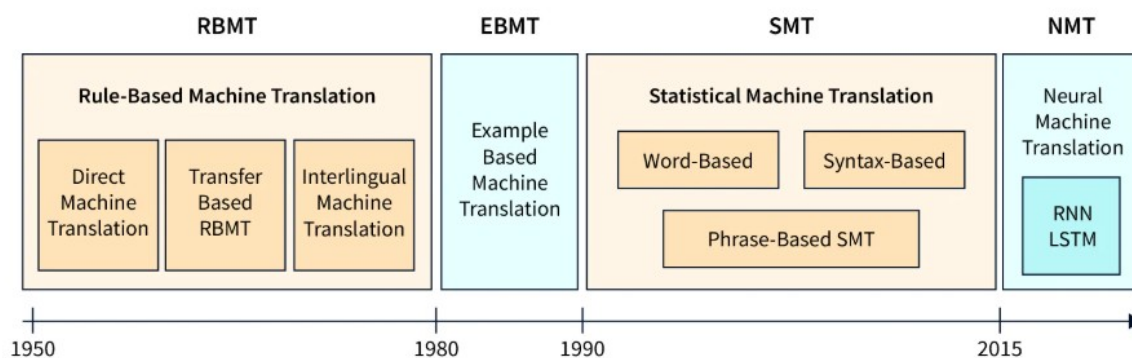 RBMT
EBMT
SMT
NMT
Rule-Based Machine Translation
Direct
Machine
Translation
Transfer
Based
RBMT
Interlingual
Machine
Translation
Example
Based
Machine
Translation
Statistical Machine Translation
Word-Based
Syntax-Based
Phrase-Based SMT
Neural
Machine
Translation
RNN
LSTM
1950
1980
1990
2015